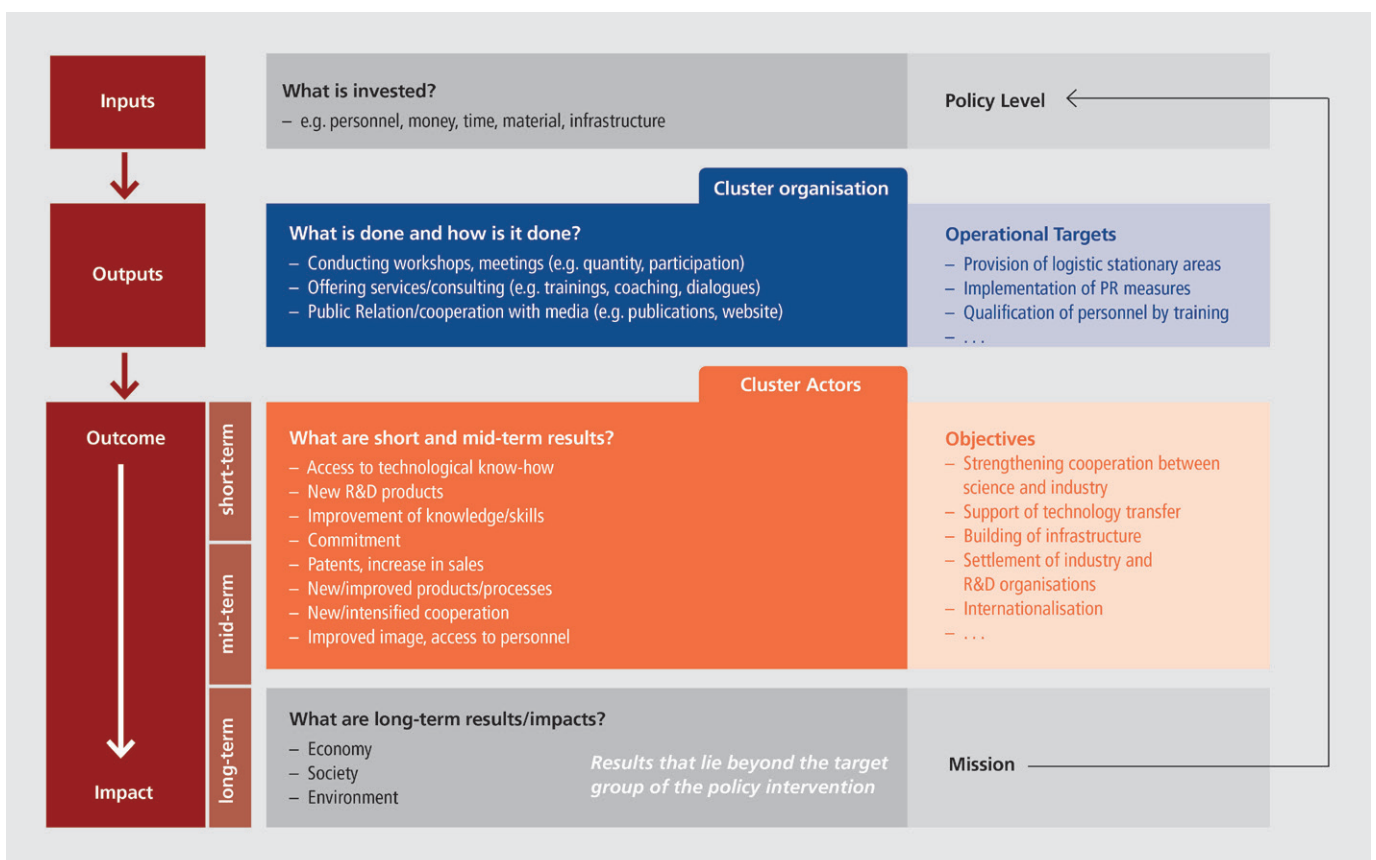 Inputs
What is invested?
– e.g. personnel, money, time, material, infrastructure
Policy Level
Cluster organisation
Outputs
What is done and how is it done?
– Conducting workshops, meetings (e.g. quantity, participation)
– Offering services/consulting (e.g. trainings, coaching, dialogues)
– Public Relation/cooperation with media (e.g. publications, website)
Operational Targets
– Provision of logistic stationary areas
– Implementation of PR measures
– Qualification of personnel by training
– . . .
Cluster Actors
Outcome
short-term
mid-term
What are short and mid-term results?
– Access to technological know-how
– New R&D products
– Improvement of knowledge/skills
– Commitment
– Patents, increase in sales
– New/improved products/processes
– New/intensified cooperation
– Improved image, access to personnel
Objectives
– Strengthening cooperation between
science and industry
– Support of technology transfer
– Building of infrastructure
– Settlement of industry and
R&D organisations
– Internationalisation
– . . .
Impact
long-term
What are long-term results/impacts?
– Economy
– Society
– Environment
Results that lie beyond the target
group of the policy intervention
Mission